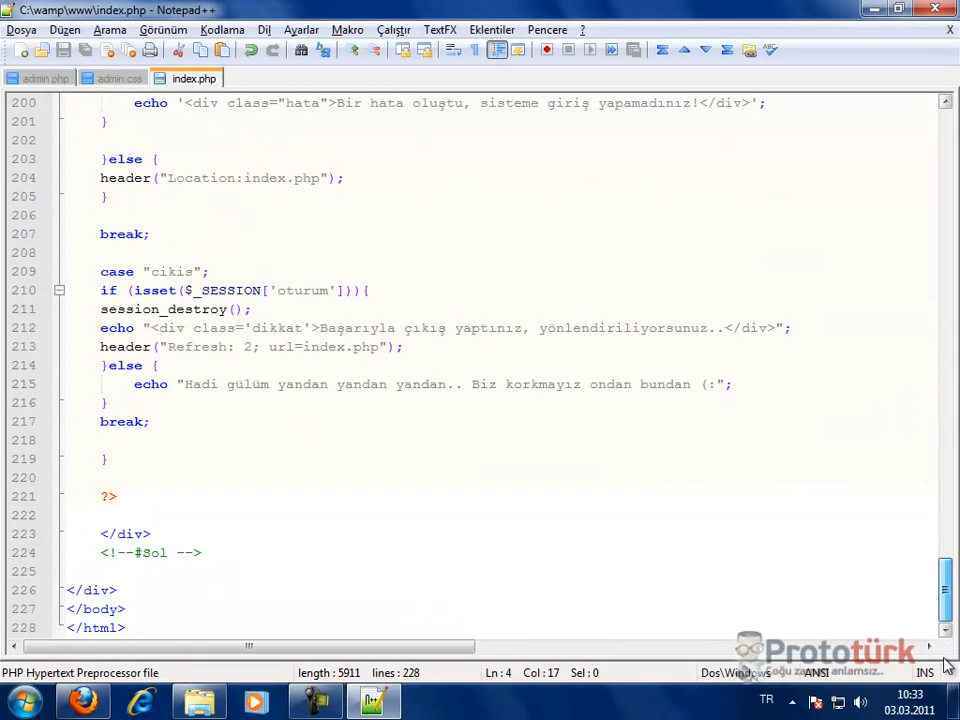 C:\wamp\www\index.php - Notepad++
Dosya Düzen Arama Görünüm Kodlama Dil Ayarlar Makro Çalıştır TextFX Eklentiler Pencere ? X
admin.php admin.css index.php
200 echo '<div class="hata">Bir hata oluştu, sisteme giriş yapamadınız!</div>';
201 }
202
203 }else {
204 header("Location:index.php");
205 }
206
207 break;
208
209 case "cikis";
210 if (isset($_SESSION['oturum'])){
211 session_destroy();
212 echo "<div class='dikkat'>Başarıyla çıkış yaptınız, yönlendiriliyorsunuz..</div>";
213 header("Refresh: 2; url=index.php");
214 }else {
215 echo "Hadi gülüm yandan yandan yandan.. Biz korkmayız ondan bundan (:";
216 }
217 break;
218
219 }
220
221 ?>
222
223 </div>
224 <!--#Sol -->
225
226 </div>
227 </body>
228 </html>
Prototürk
Çoğu zaman anlamsız..
PHP Hypertext Preprocessor file length : 5911 lines : 228 Ln : 4 Col : 17 Sel : 0 Dos\Windows ANSI INS
TR 10:33
03.03.2011